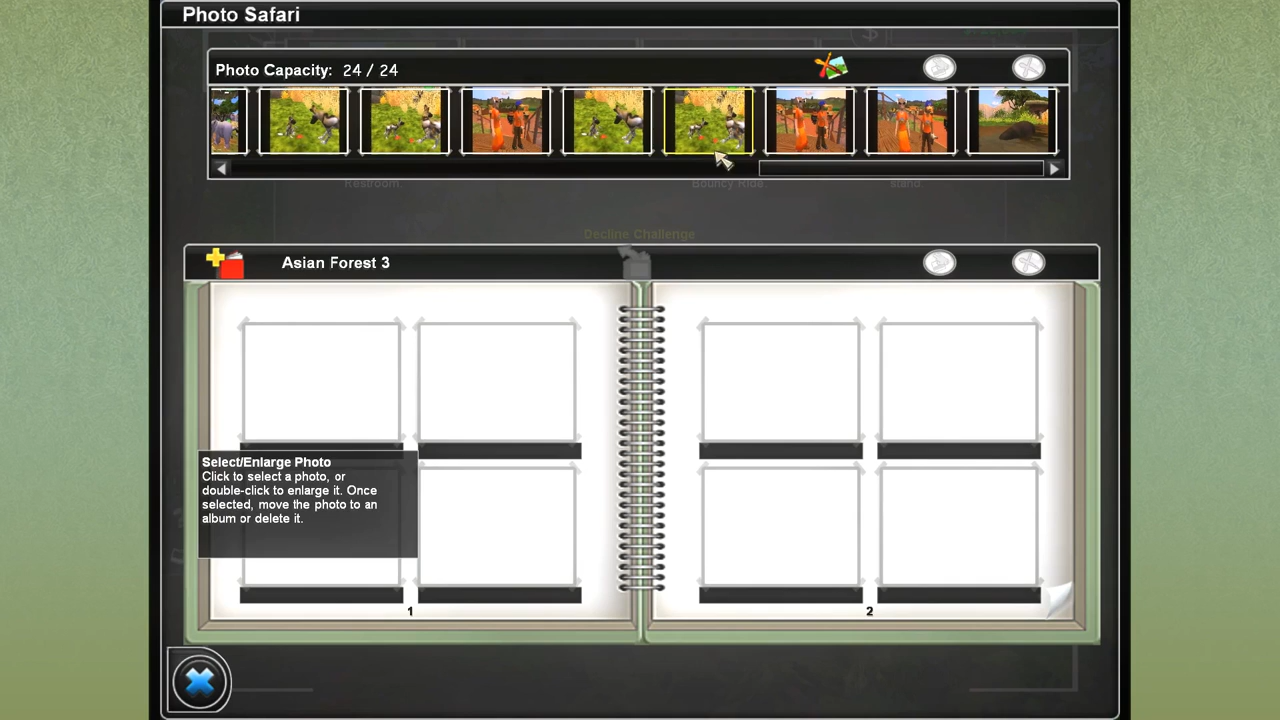 Photo Safari
Photo Capacity: 24 / 24
Restroom.
Bouncy Ride.
stand.
Decline Challenge
Asian Forest 3
Select/Enlarge Photo
Click to select a photo, or
double-click to enlarge it. Once
selected, move the photo to an
album or delete it.
1
2